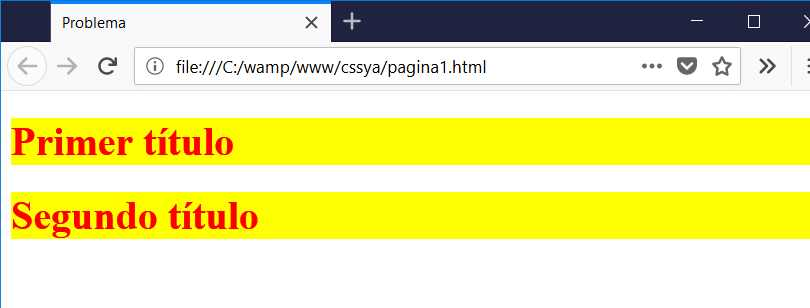 Problema
file:///C:/wamp/www/cssya/pagina1.html
Primer título
Segundo título